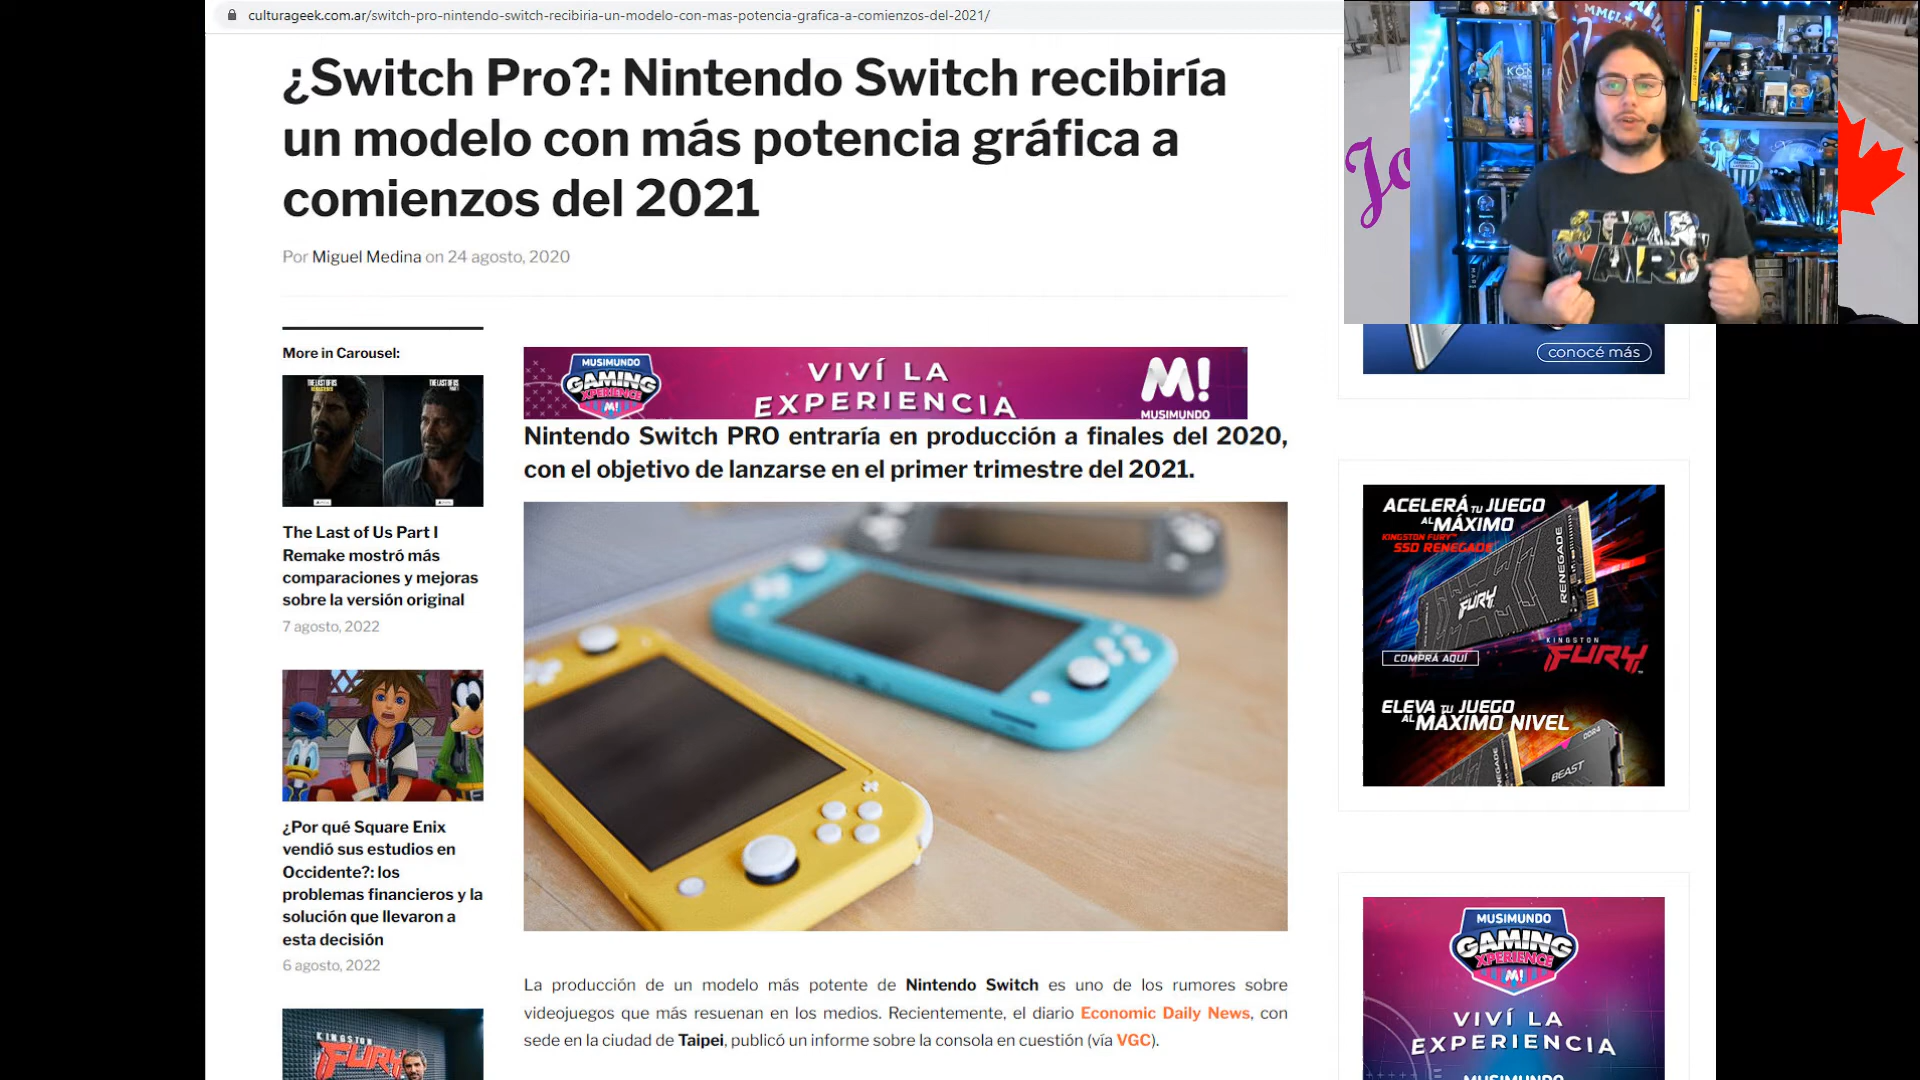 culturageek.com.ar/switch-pro-nintendo-switch-recibiria-un-modelo-con-mas-potencia-grafica-a-comienzos-del-2021/
¿Switch Pro?: Nintendo Switch recibiría
un modelo con más potencia gráfica a
comienzos del 2021
Por Miguel Medina on 24 agosto, 2020
More in Carousel:
The Last of Us Part I
Remake mostró más
comparaciones y mejoras
sobre la versión original
7 agosto, 2022
¿Por qué Square Enix
vendió sus estudios en
Occidente?: los
problemas financieros y la
solución que llevaron a
esta decisión
6 agosto, 2022
KINGSTON
FURY
MUSIMUNDO
GAMING
XPERIENCE
M!
VIVÍ LA
EXPERIENCIA
M!
MUSIMUNDO
Nintendo Switch PRO entraría en producción a finales del 2020,
con el objetivo de lanzarse en el primer trimestre del 2021.
La producción de un modelo más potente de Nintendo Switch es uno de los rumores sobre
videojuegos que más resuenan en los medios. Recientemente, el diario Economic Daily News, con
sede en la ciudad de Taipei, publicó un informe sobre la consola en cuestión (vía VGC).
Jo
STAR
WARS
conocé más
ACELERÁ TU JUEGO
AL MÁXIMO
KINGSTON FURY™
SSD RENEGADE
RENEGADE
FURY
KINGSTON
FURY
COMPRÁ AQUÍ
ELEVA TU JUEGO
AL MÁXIMO NIVEL
BEAST
DDR4
MUSIMUNDO
GAMING
XPERIENCE
M!
VIVÍ LA
EXPERIENCIA
MUSIMUNDO